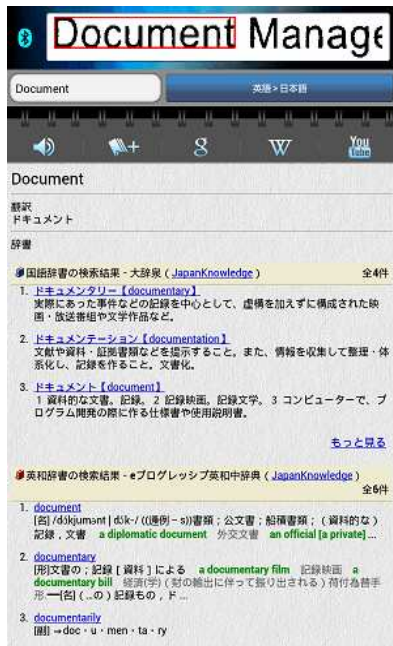 Document Manage
Document
英語>日本語
+ g W You Tube
Document
翻訳
ドキュメント
辞書
国語辞書の検索結果 - 大辞泉 ( JapanKnowledge ) 全4件
1. ドキュメンタリー【documentary】
実際にあった事件などの記録を中心として、虚構を加えずに構成された映
画・放送番組や文学作品など。
2. ドキュメンテーション【documentation】
文献や資料・証拠書類などを提示すること。また、情報を収集して整理・体
系化し、記録を作ること。文書化。
3. ドキュメント【document】
1 資料的な文書。記録。2 記録映画。記録文学。3 コンピューターで、プ
ログラム開発の際に作る仕様書や使用説明書。
もっと見る
英和辞書の検索結果 - eプログレッシブ英和中辞典 ( JapanKnowledge )
全6件
1. document
[名] /dɑ́kjumənt | dɔ́k-/ ((通例－s))書類；公文書；船積書類；( 資料的な )
記録，文書 a diplomatic document 外交文書 an official [a private] ...
2. documentary
[形]文書の；記録 [ 資料 ] による a documentary film 記録映画 a
documentary bill 経済(学) ( 財の輸出に伴って振り出される ) 荷付為替手
形.━[名] ( ..の ) 記録もの，ド ...
3. documentarily
[副] →doc・u・men・ta・ry